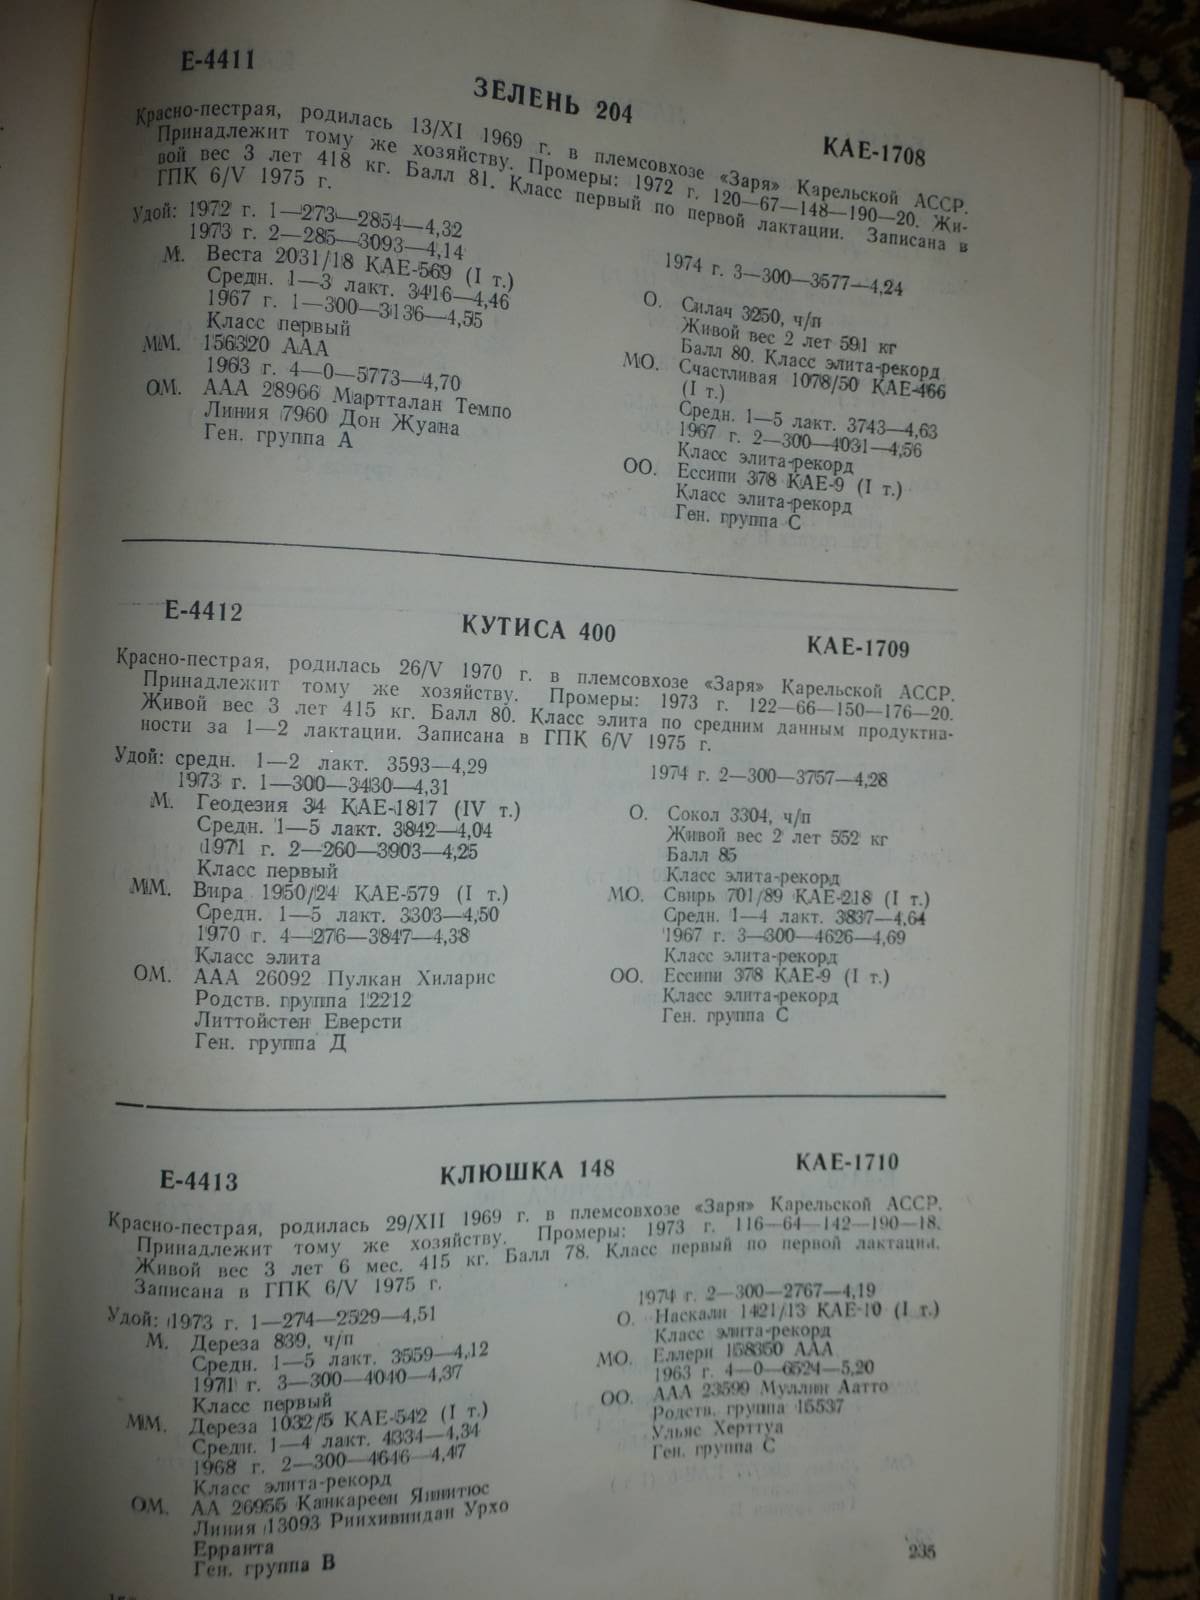 Е-4411
ЗЕЛЕНЬ 204
КАЕ-1708
Красно-пестрая, родилась 13/XI 1969 г. в племсовхозе «Заря» Карельской АССР.
Принадлежит тому же хозяйству. Промеры: 1972 г. 120—67—148—190—20. Жи-
вой вес 3 лет 418 кг. Балл 81. Класс первый по первой лактации. Записана в
ГПК 6/V 1975 г.
Удой: 1972 г. 1—273—2854—4,32
1973 г. 2—285—3093—4,14
М. Веста 2031/18 КАЕ-569 (I т.)
Средн. 1—3 лакт. 3416—4,46
1967 г. 1—300—3136—4,55
Класс первый
ММ. 156320 ААА
1963 г. 4—0—5773—4,70
ОМ. ААА 28966 Мартталан Темпо
Линия 7960 Дон Жуана
Ген. группа А
1974 г. 3—300—3577—4,24
О. Силач 3250, ч/п
Живой вес 2 лет 591 кг
Балл 80. Класс элита-рекорд
МО. Счастливая 1078/50 КАЕ-466
(I т.)
Средн. 1—5 лакт. 3743—4,63
1967 г. 2—300—4031—4,56
Класс элита-рекорд
ОО. Ессипи 378 КАЕ-9 (I т.)
Класс элита-рекорд
Ген. группа С
Е-4412
КУТИСА 400
КАЕ-1709
Красно-пестрая, родилась 26/V 1970 г. в племсовхозе «Заря» Карельской АССР.
Принадлежит тому же хозяйству. Промеры: 1973 г. 122—66—150—176—20.
Живой вес 3 лет 415 кг. Балл 80. Класс элита по средним данным продуктив-
ности за 1—2 лактации. Записана в ГПК 6/V 1975 г.
Удой: средн. 1—2 лакт. 3593—4,29
1973 г. 1—300—3430—4,31
М. Геодезия 34 КАЕ-1817 (IV т.)
Средн. 1—5 лакт. 3842—4,04
1971 г. 2—260—3903—4,25
Класс первый
ММ. Вира 1950/24 КАЕ-579 (I т.)
Средн. 1—5 лакт. 3303—4,50
1970 г. 4—276—3847—4,38
Класс элита
ОМ. ААА 26092 Пулкан Хиларис
Родств. группа 12212
Литтойстен Еверсти
Ген. группа Д
1974 г. 2—300—3757—4,28
О. Сокол 3304, ч/п
Живой вес 2 лет 552 кг
Балл 85
Класс элита-рекорд
МО. Свирь 701/89 КАЕ-218 (I т.)
Средн. 1—4 лакт. 3837—4,64
1967 г. 3—300—4626—4,69
Класс элита-рекорд
ОО. Ессипи 378 КАЕ-9 (I т.)
Класс элита-рекорд
Ген. группа С
Е-4413
КЛЮШКА 148
КАЕ-1710
Красно-пестрая, родилась 29/XII 1969 г. в племсовхозе «Заря» Карельской АССР.
Принадлежит тому же хозяйству. Промеры: 1973 г. 116—64—142—190—18.
Живой вес 3 лет 6 мес. 415 кг. Балл 78. Класс первый по первой лактации.
Записана в ГПК 6/V 1975 г.
Удой: 1973 г. 1—274—2529—4,51
М. Дереза 839, ч/п
Средн. 1—5 лакт. 3559—4,12
1971 г. 3—300—4040—4,37
Класс первый
ММ. Дереза 1032/5 КАЕ-542 (I т.)
Средн. 1—4 лакт. 4334—4,34
1968 г. 2—300—4646—4,47
Класс элита-рекорд
ОМ. АА 26955 Канкареен Яннитюс
Линия 13093 Риихивиидан Урхо
Ерранта
Ген. группа В
1974 г. 2—300—2767—4,19
О. Наскали 1421/13 КАЕ-10 (I т.)
Класс элита-рекорд
МО. Еллери 158350 ААА
1963 г. 4—0—6524—5,20
ОО. ААА 23599 Муллин Аатто
Родств. группа 15537
Ульяс Херттуа
Ген. группа С
235